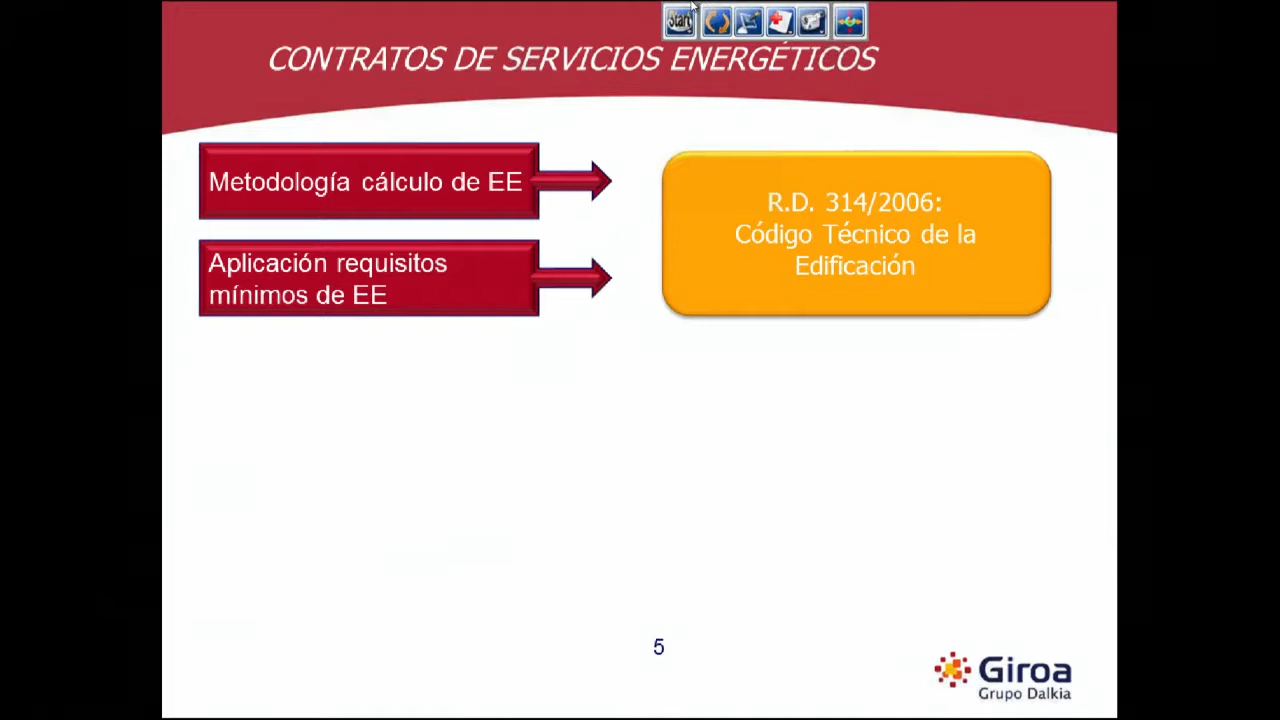 Start
CONTRATOS DE SERVICIOS ENERGÉTICOS
Metodología cálculo de EE
Aplicación requisitos
mínimos de EE
R.D. 314/2006:
Código Técnico de la
Edificación
5
Giroa
Grupo Dalkia